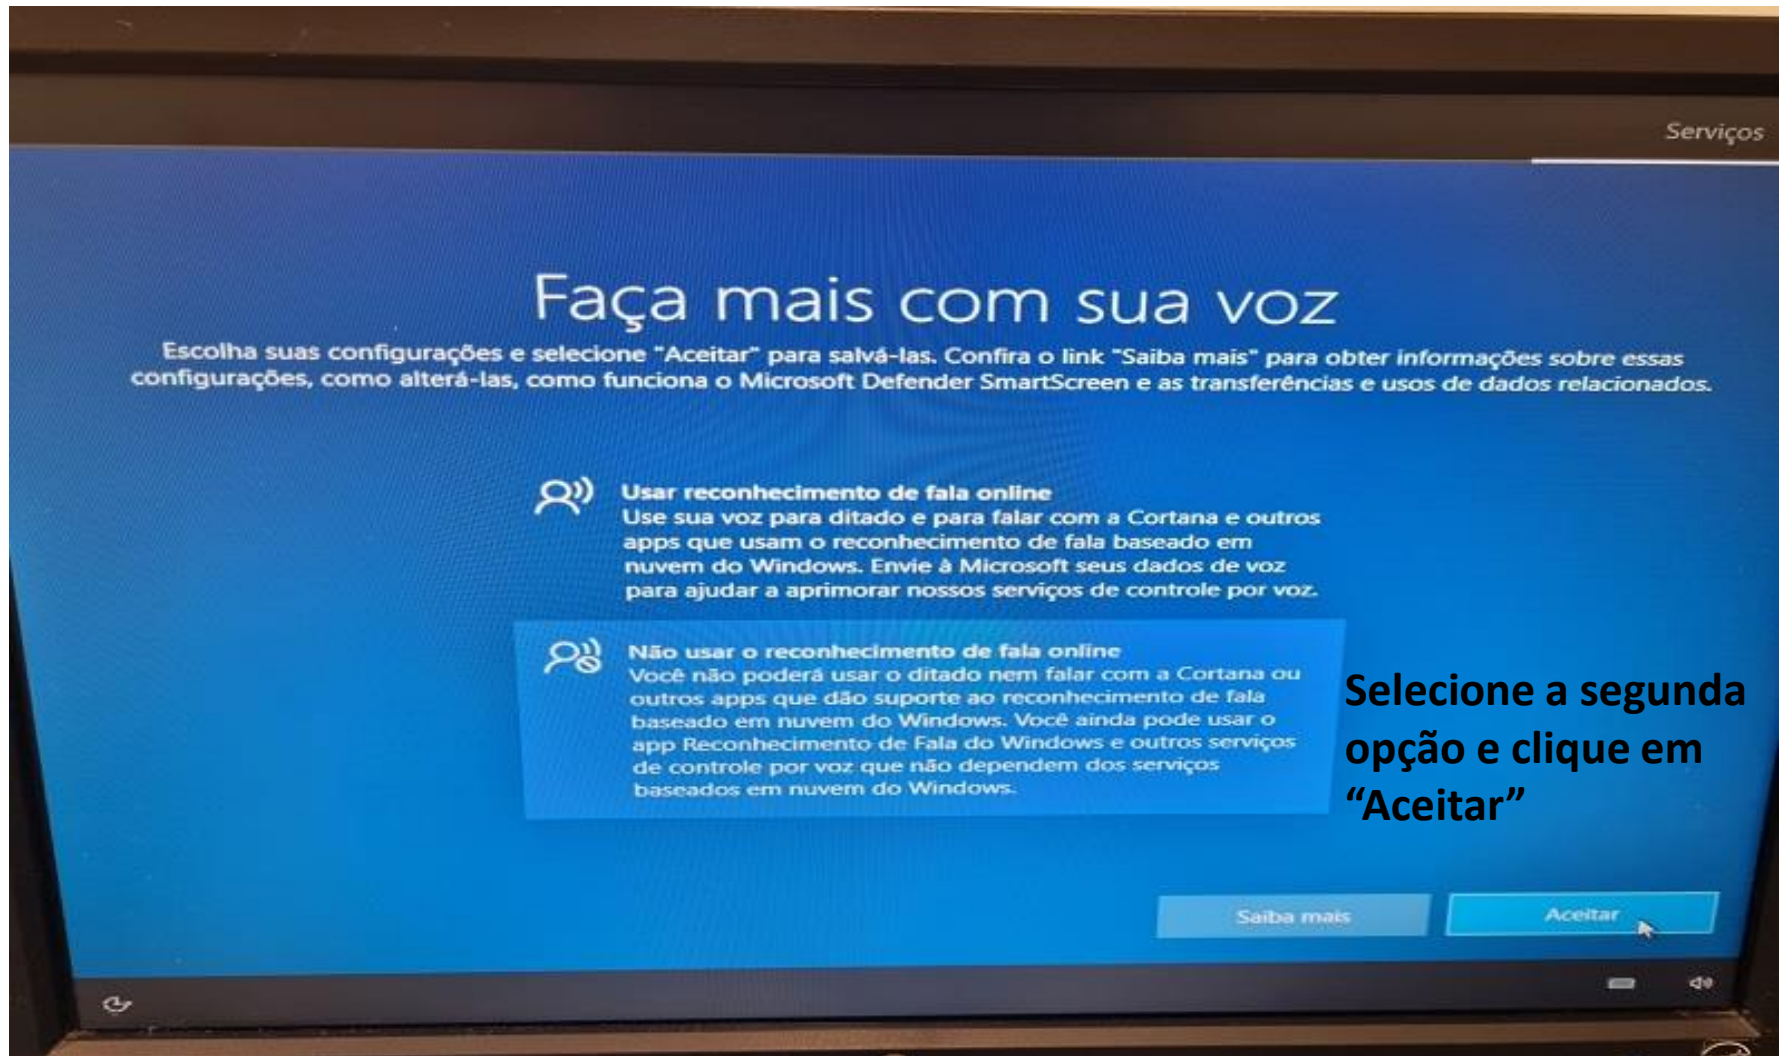 Serviços
Faça mais com sua voz
Escolha suas configurações e selecione "Aceitar" para salvá-las. Confira o link "Saiba mais" para obter informações sobre essas
configurações, como alterá-las, como funciona o Microsoft Defender SmartScreen e as transferências e usos de dados relacionados.
Usar reconhecimento de fala online
Use sua voz para ditado e para falar com a Cortana e outros
apps que usam o reconhecimento de fala baseado em
nuvem do Windows. Envie à Microsoft seus dados de voz
para ajudar a aprimorar nossos serviços de controle por voz.
Não usar o reconhecimento de fala online
Você não poderá usar o ditado nem falar com a Cortana ou
outros apps que dão suporte ao reconhecimento de fala
baseado em nuvem do Windows. Você ainda pode usar o
app Reconhecimento de Fala do Windows e outros serviços
de controle por voz que não dependem dos serviços
baseados em nuvem do Windows.
Selecione a segunda
opção e clique em
“Aceitar”
Saiba mais
Aceitar